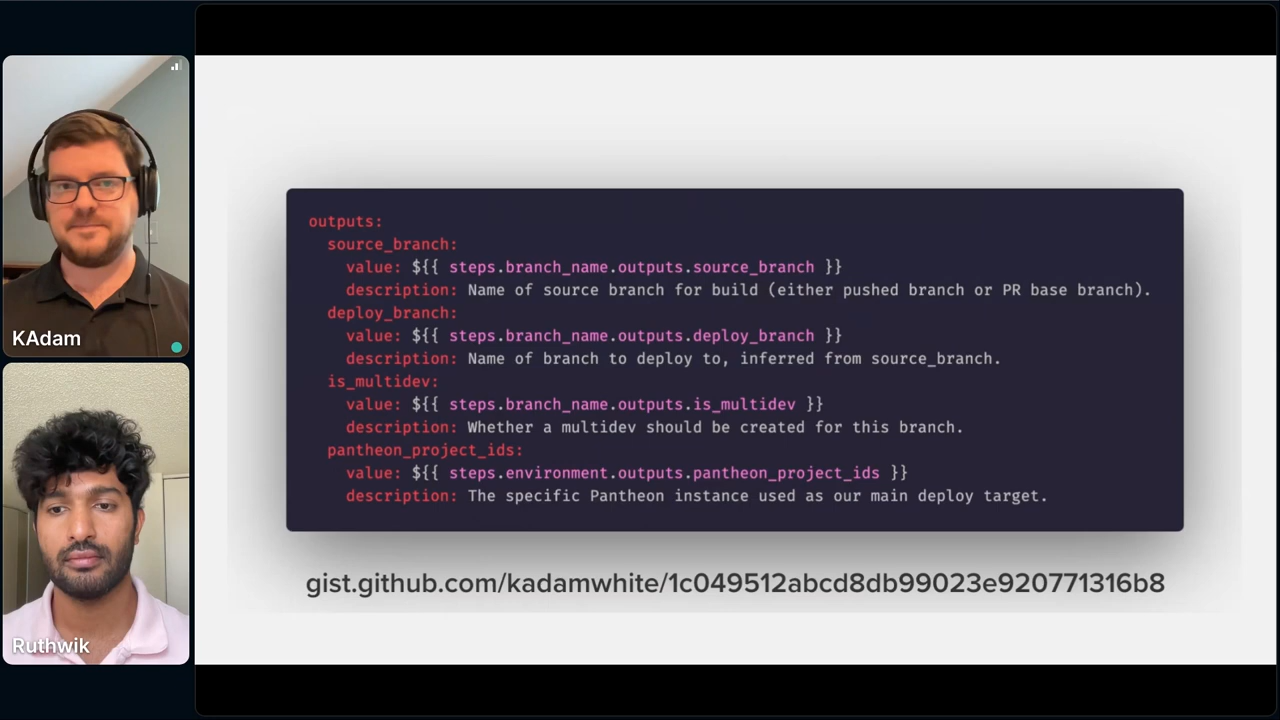 KAdam
Ruthwik
outputs:
source_branch:
value: ${{ steps.branch_name.outputs.source_branch }}
description: Name of source branch for build (either pushed branch or PR base branch).
deploy_branch:
value: ${{ steps.branch_name.outputs.deploy_branch }}
description: Name of branch to deploy to, inferred from source_branch.
is_multidev:
value: ${{ steps.branch_name.outputs.is_multidev }}
description: Whether a multidev should be created for this branch.
pantheon_project_ids:
value: ${{ steps.environment.outputs.pantheon_project_ids }}
description: The specific Pantheon instance used as our main deploy target.
gist.github.com/kadamwhite/1c049512abcd8db99023e920771316b8